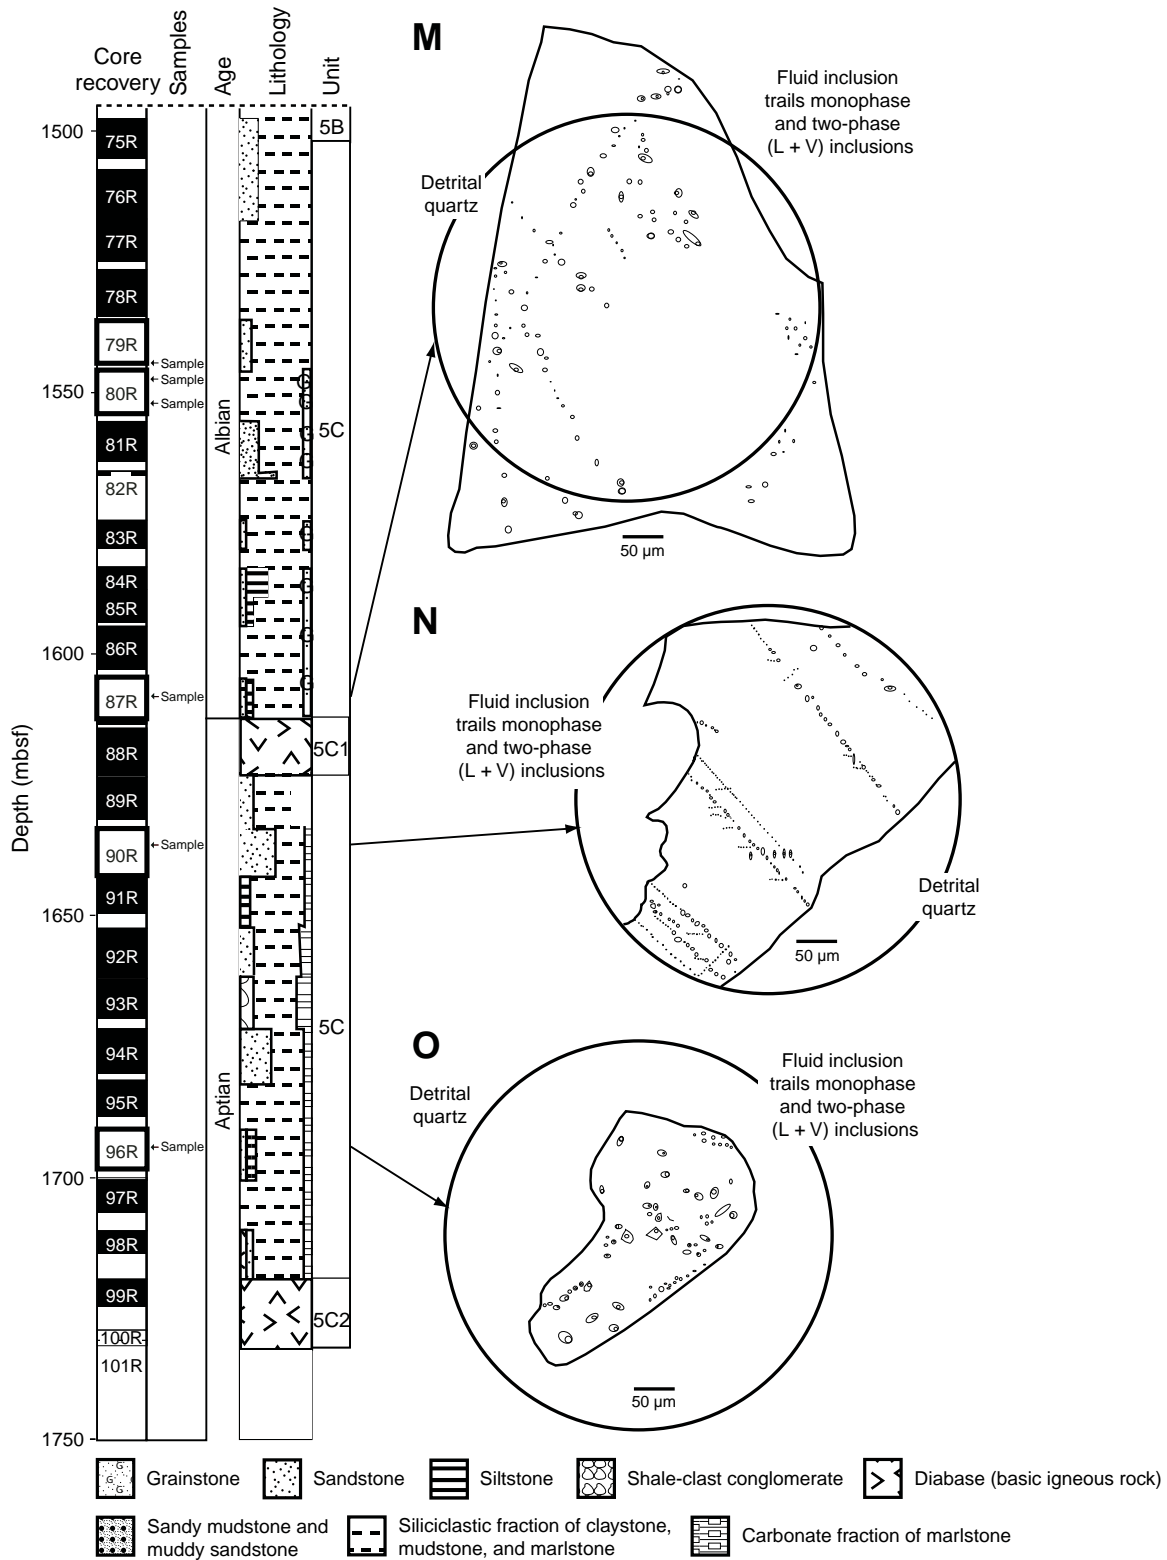 Core
recovery
Samples
Age
Lithology
Unit
Depth (mbsf)
1500
1550
1600
1650
1700
1750
75R
76R
77R
78R
79R
80R
81R
82R
83R
84R
85R
86R
87R
88R
89R
90R
91R
92R
93R
94R
95R
96R
97R
98R
99R
100R
101R
Sample
Sample
Sample
Sample
Sample
Sample
Albian
Aptian
G
G
G
G
G
G
G
G
5B
5C
5C1
5C
5C2
M
Fluid inclusion
trails monophase
and two-phase
(L + V) inclusions
Detrital
quartz
50 µm
N
Fluid inclusion
trails monophase
and two-phase
(L + V) inclusions
Detrital
quartz
50 µm
O
Detrital
quartz
Fluid inclusion
trails monophase
and two-phase
(L + V) inclusions
50 µm
G
G
G
Grainstone
Sandstone
Siltstone
Shale-clast conglomerate
Diabase (basic igneous rock)
Sandy mudstone and
muddy sandstone
Siliciclastic fraction of claystone,
mudstone, and marlstone
Carbonate fraction of marlstone